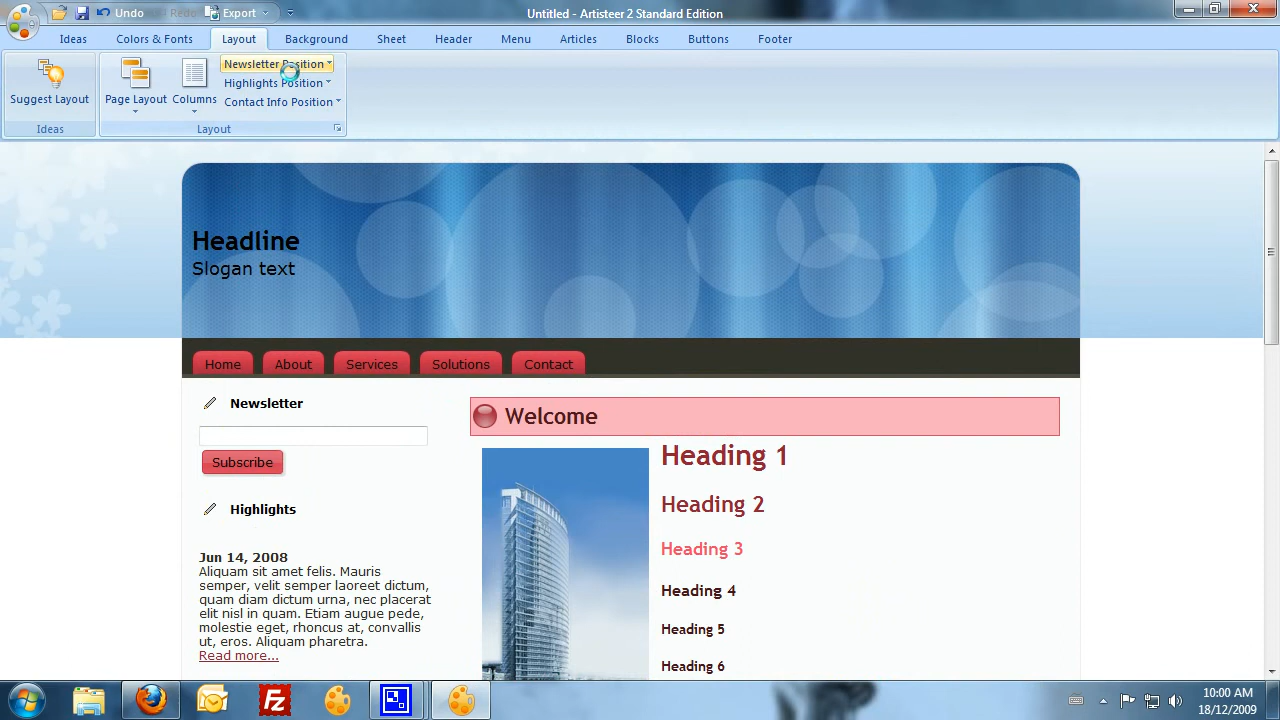 Undo Redo Export Untitled - Artisteer 2 Standard Edition
Ideas Colors & Fonts Layout Background Sheet Header Menu Articles Blocks Buttons Footer
Newsletter Position
Highlights Position
Suggest Layout Page Layout Columns Contact Info Position
Ideas Layout
Headline
Slogan text
Home About Services Solutions Contact
Newsletter
Subscribe
Highlights
Jun 14, 2008
Aliquam sit amet felis. Mauris
semper, velit semper laoreet dictum,
quam diam dictum urna, nec placerat
elit nisl in quam. Etiam augue pede,
molestie eget, rhoncus at, convallis
ut, eros. Aliquam pharetra.
Read more...
Welcome
Heading 1
Heading 2
Heading 3
Heading 4
Heading 5
Heading 6
Fz
10:00 AM
18/12/2009